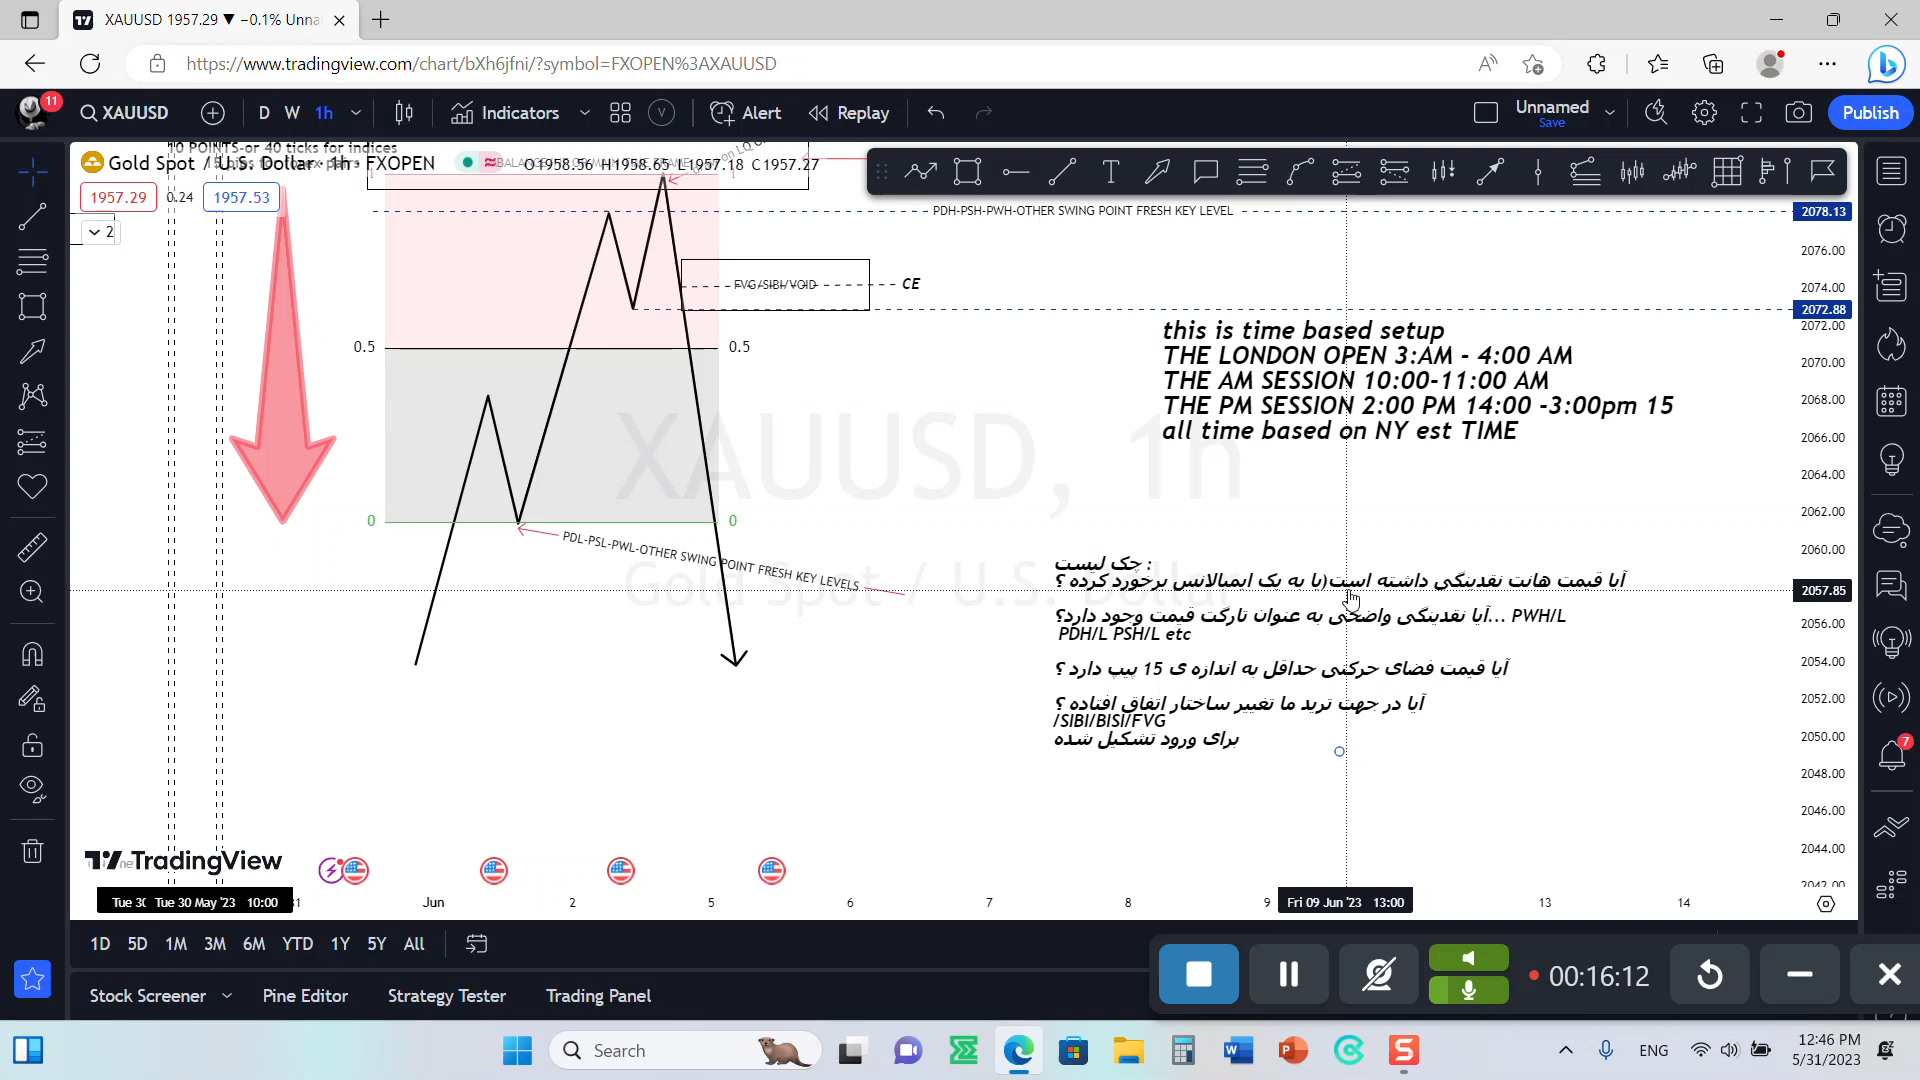 XAUUSD 1957.29 ▼ −0.1% Unna
https://www.tradingview.com/chart/bXh6jfni/?symbol=FXOPEN%3AXAUUSD
11
XAUUSD
D W 1h
Indicators
V
Alert
Replay
Unnamed
Save
Publish
10 POINTS-or 40 ticks for indices
Gold Spot / U.S. Dollar · 1h · FXOPEN
O1958.56 H1958.65 L1957.18 C1957.27
1957.29 0.24 1957.53
2
PDH-PSH-PWH-OTHER SWING POINT FRESH KEY LEVEL
2078.13
2076.00
FVG/SIBI/VOID
CE
2074.00
2072.88
2072.00
this is time based setup
THE LONDON OPEN 3:AM - 4:00 AM
THE AM SESSION 10:00-11:00 AM
THE PM SESSION 2:00 PM 14:00 -3:00pm 15
all time based on NY est TIME
0.5 0.5
2070.00
2068.00
2066.00
2064.00
2062.00
2060.00
XAUUSD, 1h
Gold Spot / U.S. Dollar
0 0
PDL-PSL-PWL-OTHER SWING POINT FRESH KEY LEVELS
چک لیست :
آیا قیمت هانت نقدینگی داشته است(یا به یک ایمبالانس برخورد کرده ؟
2057.85
آیا نقدینگی واضحی به عنوان تارگت قیمت وجود دارد؟... PWH/L
PDH/L PSH/L etc
2056.00
آیا قیمت فضای حرکتی حداقل به اندازه ی 15 پیپ دارد ؟
2054.00
آیا در جهت ترید ما تغییر ساختار اتفاق افتاده ؟
/SIBI/BISI/FVG
برای ورود تشکیل شده
2052.00
2050.00
2048.00
2046.00
2044.00
2042.00
TradingView
Tue 30 May '23 10:00
Jun 2 5 6 7 8 9
Fri 09 Jun '23 13:00
13 14
7
1D 5D 1M 3M 6M YTD 1Y 5Y All
00:16:12
Stock Screener
Pine Editor
Strategy Tester
Trading Panel
Search
ENG
12:46 PM
5/31/2023